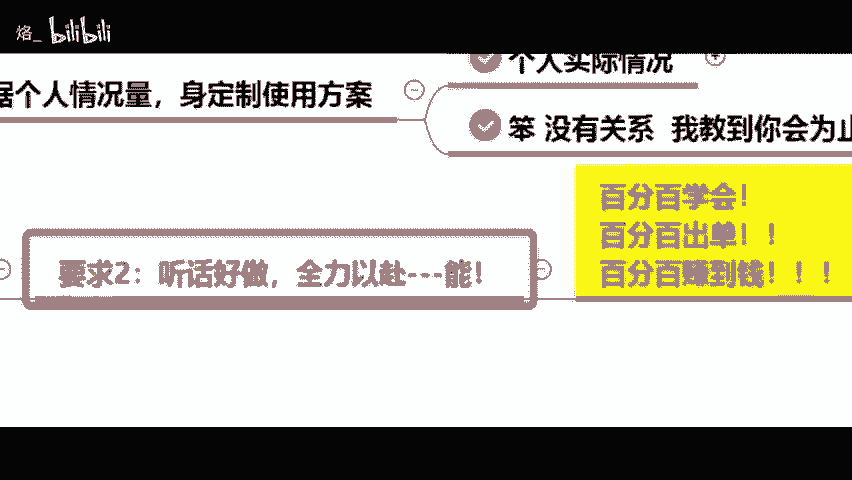 烙_ bilibili
个人实际情况
据个人情况量，身定制使用方案
笨 没有关系 我教到你会为止
百分百学会！
百分百出单！！
要求2：听话好做，全力以赴---能！
百分百赚到钱！！！